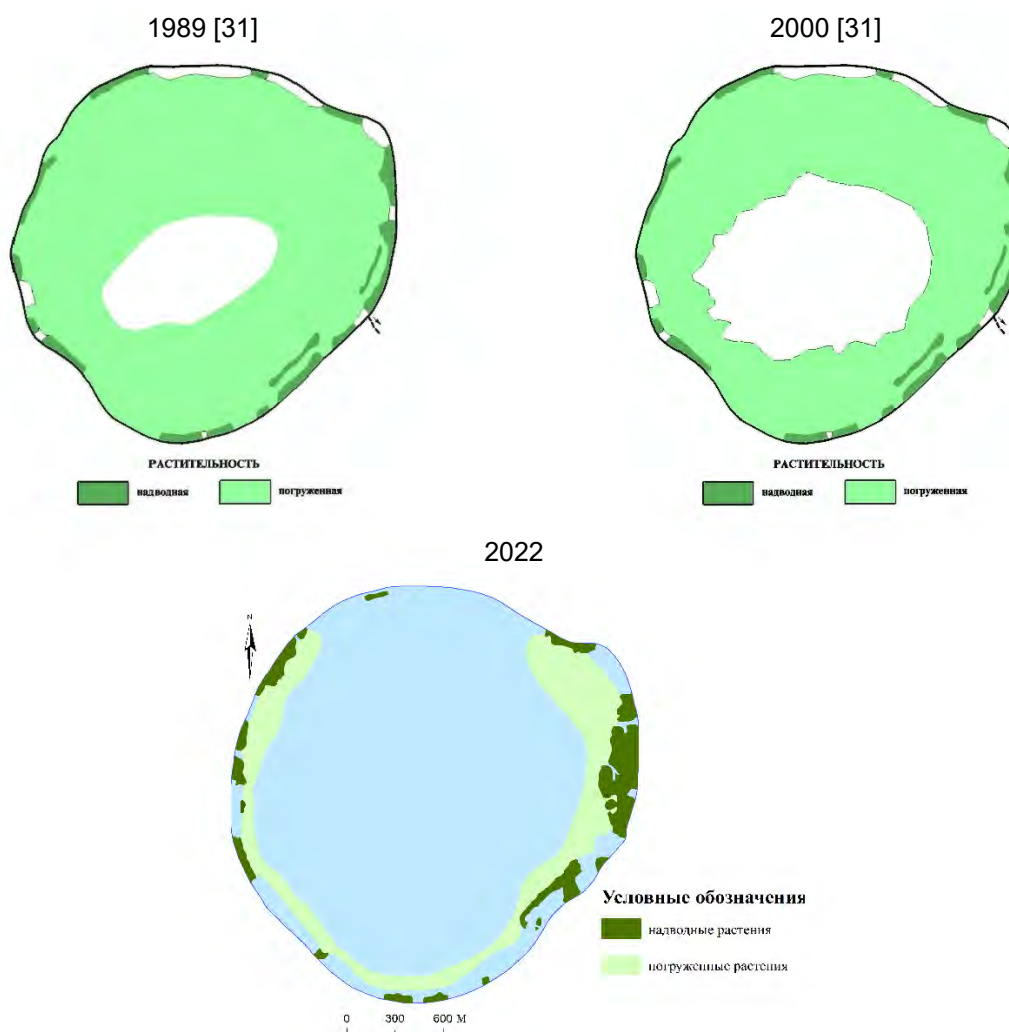 1989 [31]
2000 [31]
РАСТИТЕЛЬНОСТЬ
надводная
погруженная
РАСТИТЕЛЬНОСТЬ
надводная
погруженная
2022
N
Условные обозначения
надводные растения
погруженные растения
0 300 600 М